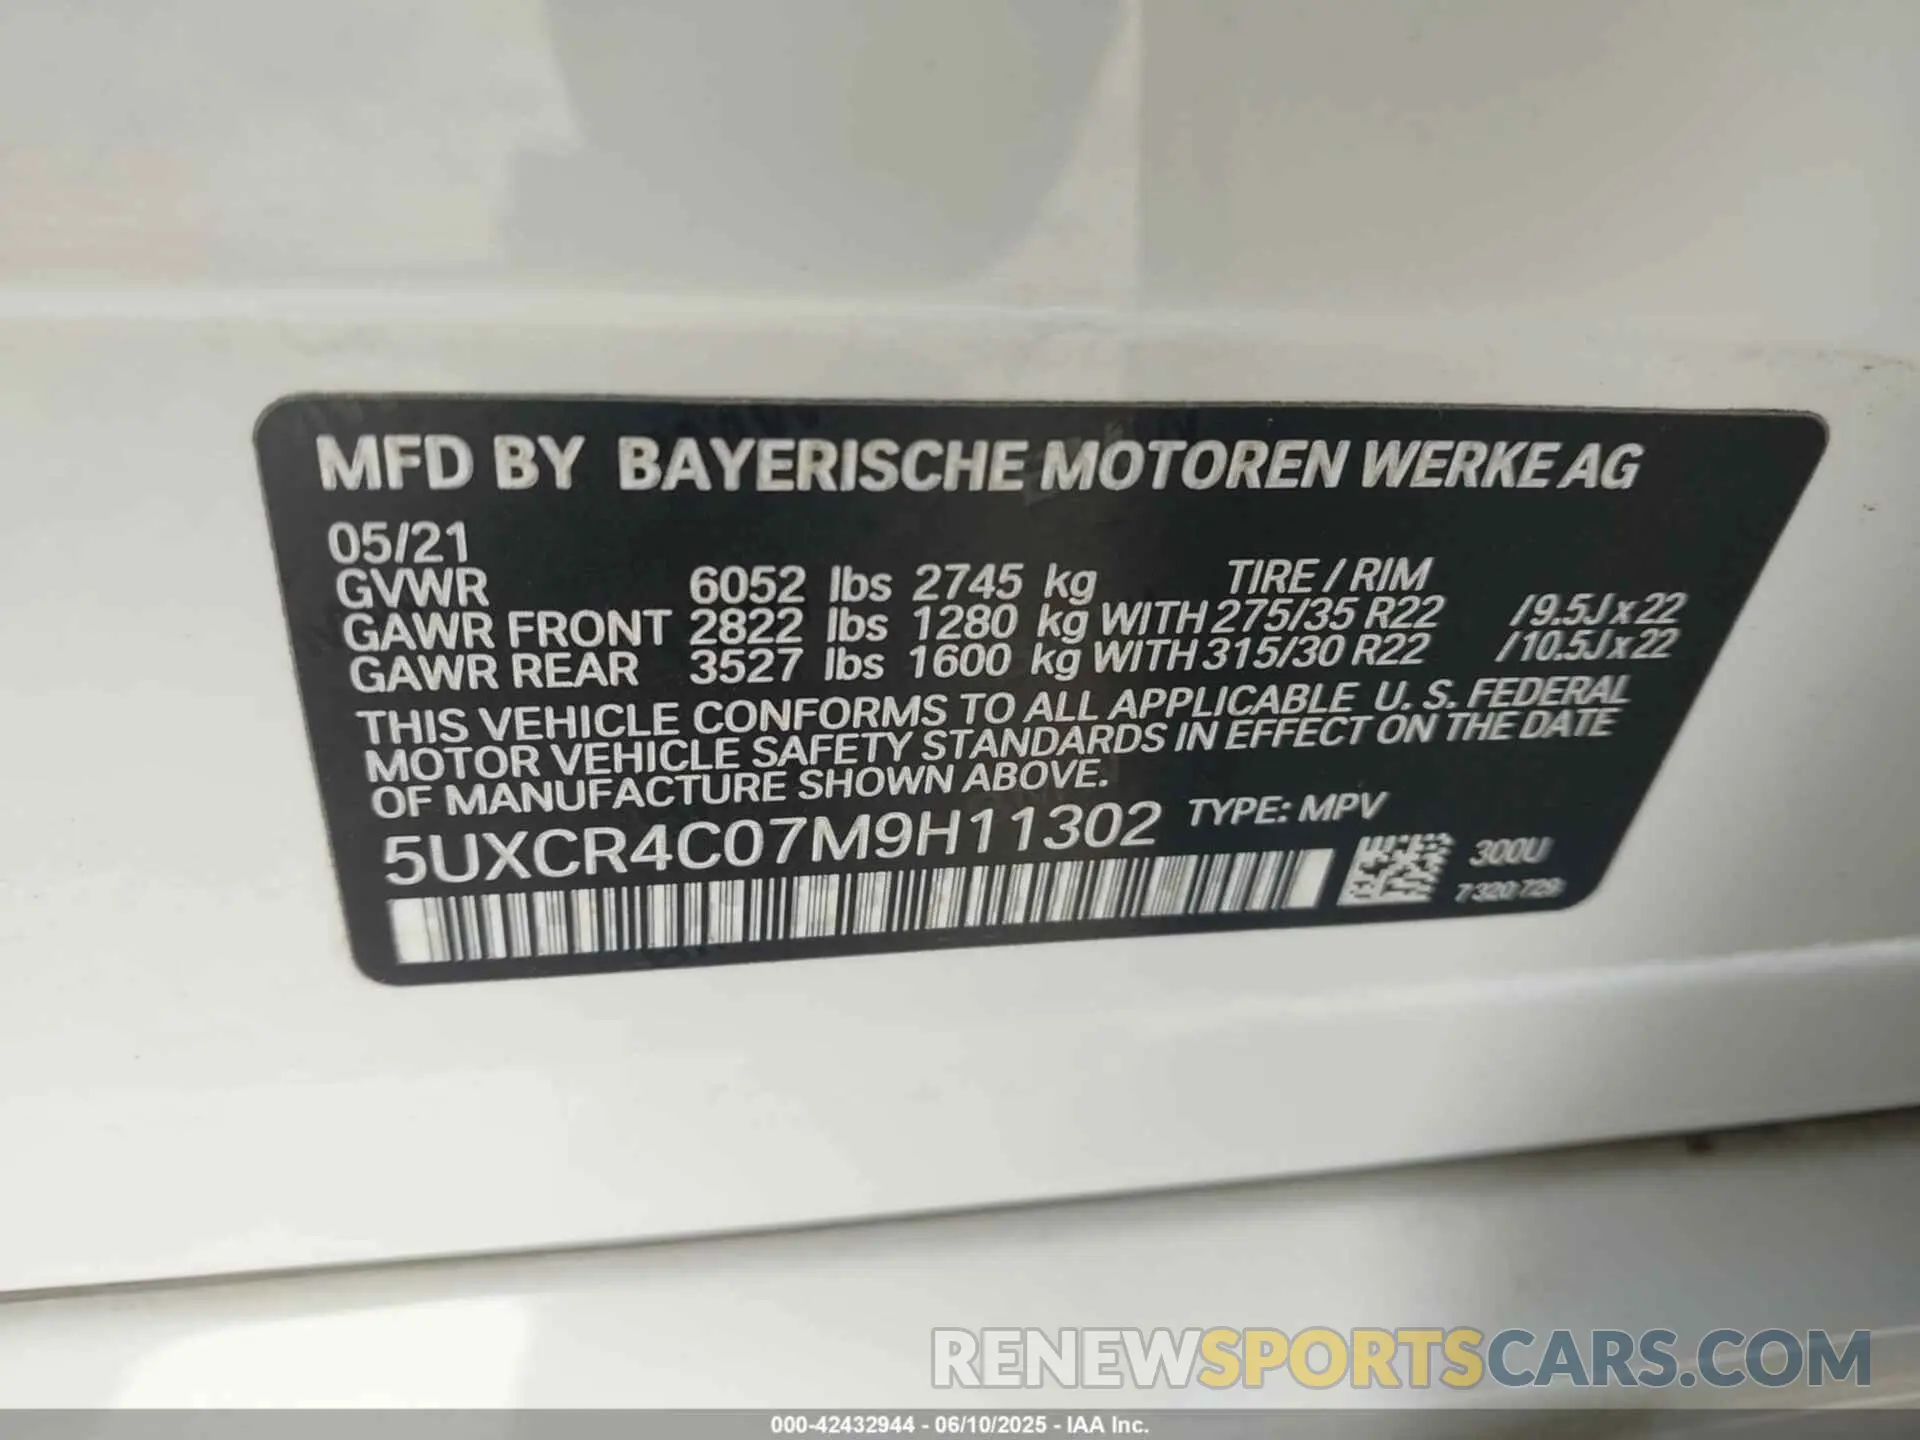 MFD BY BAYERISCHE MOTOREN WERKE AG
05/21
GVWR 6052 lbs 2745 kg TIRE / RIM
GAWR FRONT 2822 lbs 1280 kg WITH 275/35 R22 /9.5J x 22
GAWR REAR 3527 lbs 1600 kg WITH 315/30 R22 /10.5J x 22
THIS VEHICLE CONFORMS TO ALL APPLICABLE U. S. FEDERAL
MOTOR VEHICLE SAFETY STANDARDS IN EFFECT ON THE DATE
OF MANUFACTURE SHOWN ABOVE.
5UXCR4C07M9H11302 TYPE: MPV
300U
7 320 729
RENEWSPORTSCARS.COM
000-42432944 - 06/10/2025 - IAA Inc.